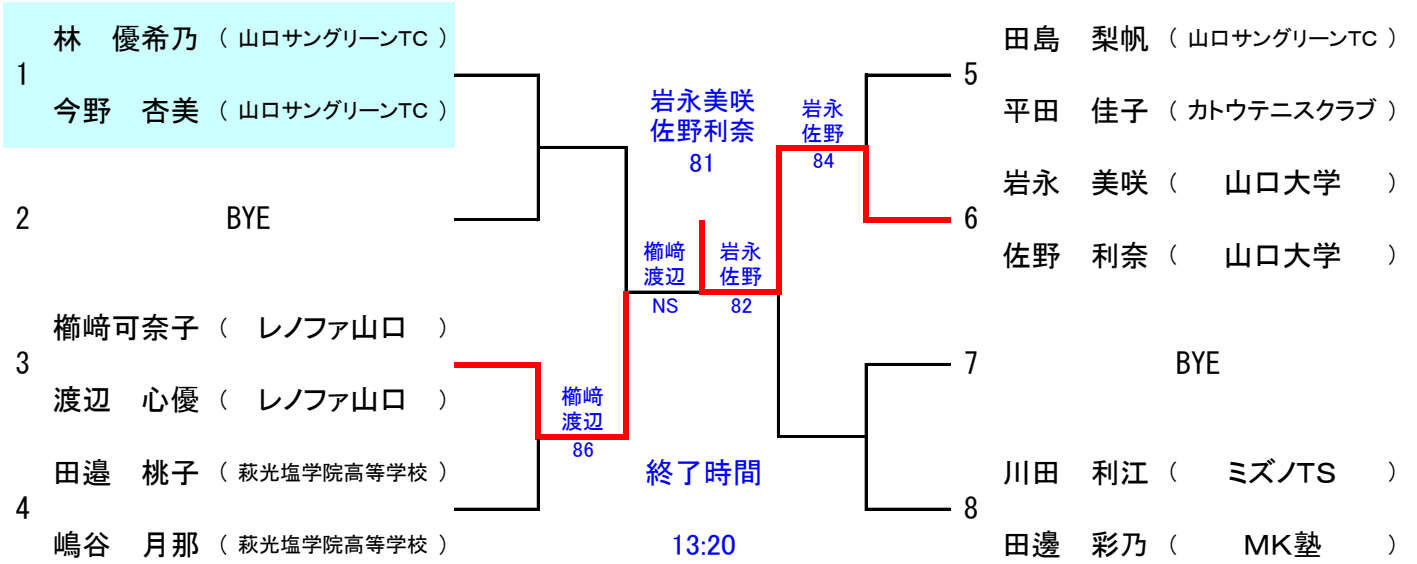 林　優希乃 （ 山口サングリーンTC ）
1
今野　杏美 （ 山口サングリーンTC ）
2 BYE
櫛﨑可奈子 （ レノファ山口 ）
3
渡辺　心優 （ レノファ山口 ）
田邉　桃子 （ 萩光塩学院高等学校 ）
4
嶋谷　月那 （ 萩光塩学院高等学校 ）
櫛﨑
渡辺
86
櫛﨑
渡辺
NS
岩永美咲
佐野利奈
81
岩永
佐野
82
岩永
佐野
84
終了時間
13:20
田島　梨帆 （ 山口サングリーンTC ）
5
平田　佳子 （ カトウテニスクラブ ）
岩永　美咲 （ 山口大学 ）
6
佐野　利奈 （ 山口大学 ）
7 BYE
川田　利江 （ ミズノTS ）
8
田邊　彩乃 （ MK塾 ）